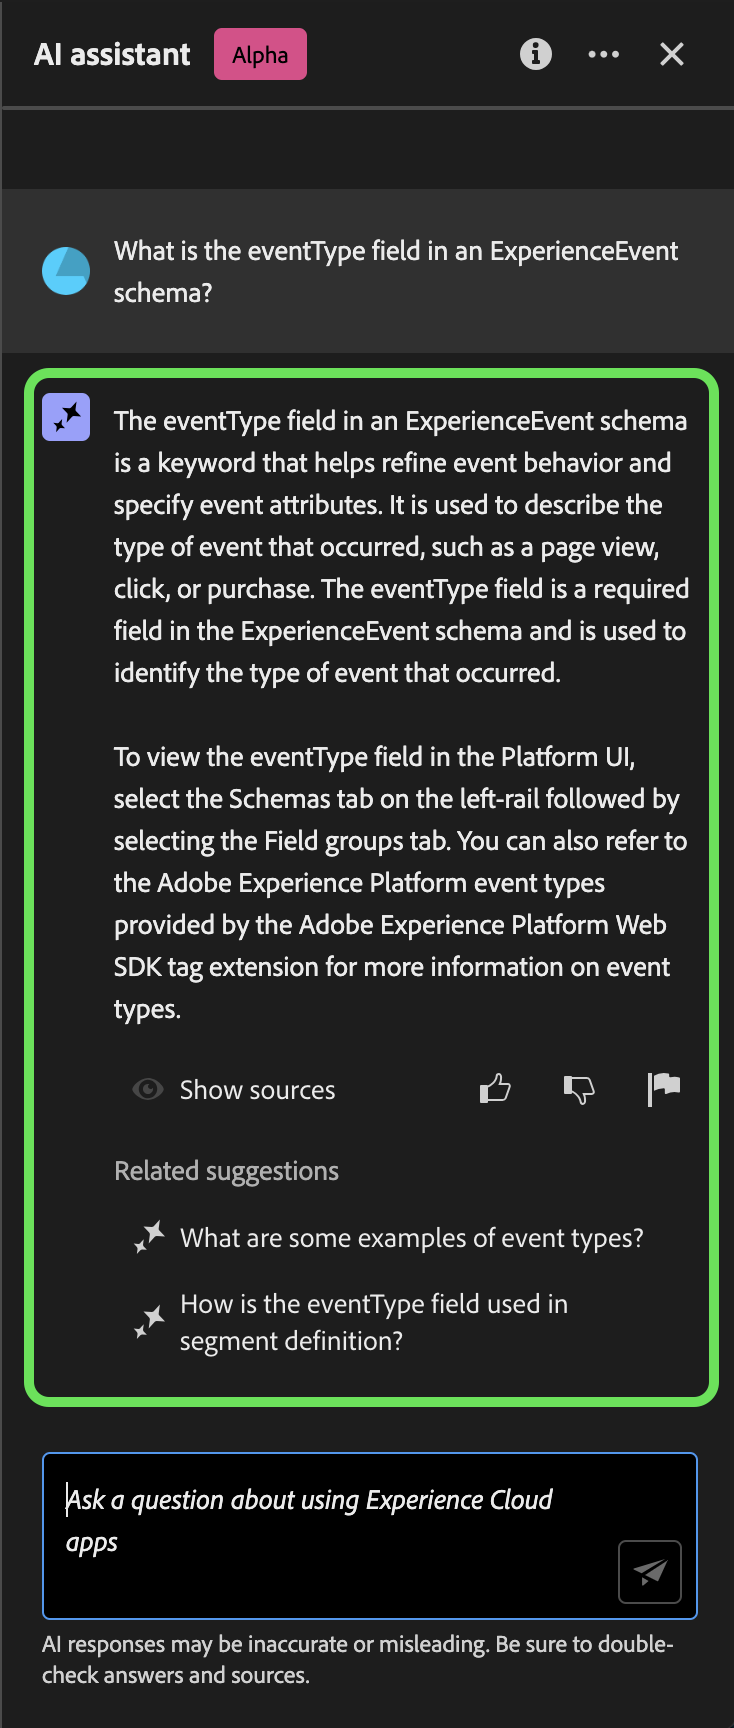 AI assistant Alpha
What is the eventType field in an ExperienceEvent
schema?
The eventType field in an ExperienceEvent schema
is a keyword that helps refine event behavior and
specify event attributes. It is used to describe the
type of event that occurred, such as a page view,
click, or purchase. The eventType field is a required
field in the ExperienceEvent schema and is used to
identify the type of event that occurred.
To view the eventType field in the Platform UI,
select the Schemas tab on the left-rail followed by
selecting the Field groups tab. You can also refer to
the Adobe Experience Platform event types
provided by the Adobe Experience Platform Web
SDK tag extension for more information on event
types.
Show sources
Related suggestions
What are some examples of event types?
How is the eventType field used in
segment definition?
Ask a question about using Experience Cloud
apps
AI responses may be inaccurate or misleading. Be sure to double-
check answers and sources.